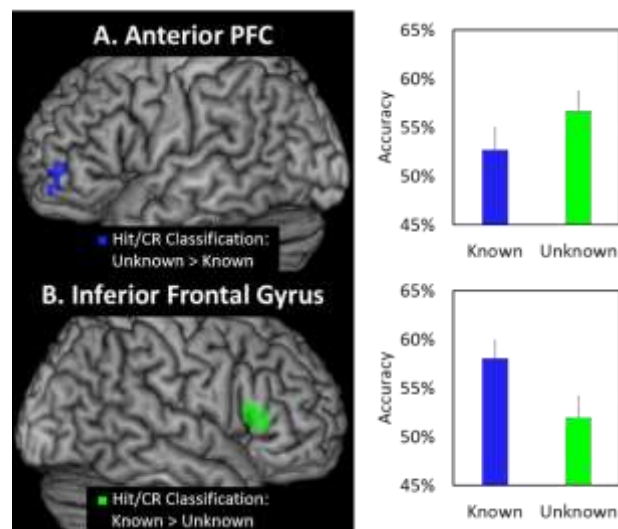 A. Anterior PFC
Hit/CR Classification:
Unknown > Known
65%
60%
55%
50%
45%
Accuracy
Known Unknown
B. Inferior Frontal Gyrus
Hit/CR Classification:
Known > Unknown
65%
60%
55%
50%
45%
Accuracy
Known Unknown